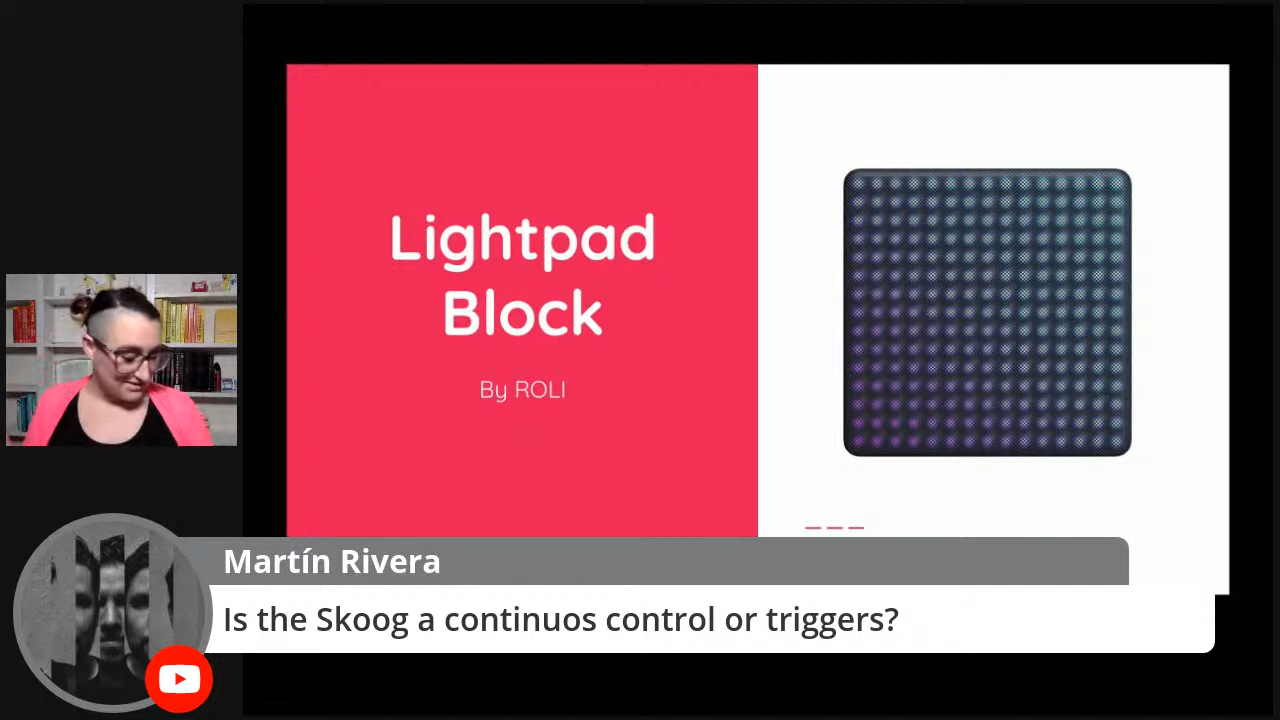 Lightpad
Block
By ROLI
Martín Rivera
Is the Skoog a continuos control or triggers?